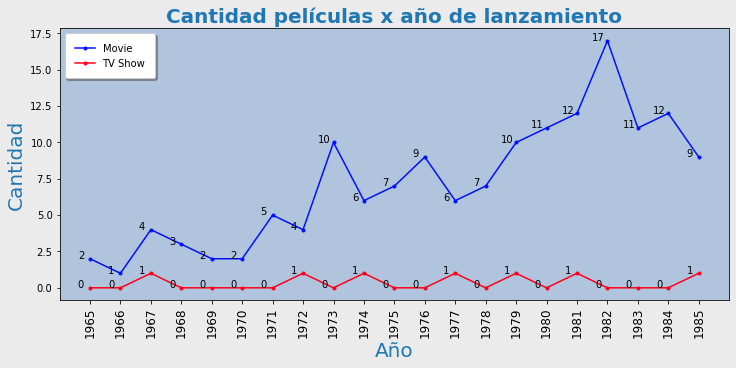 Cantidad películas x año de lanzamiento
Movie
TV Show
Cantidad
17.5
15.0
12.5
10.0
7.5
5.0
2.5
0.0
2 1 4 3 2 2 5 4 10 6 7 9 6 7 10 11 12 17 11 12 9
0 0 1 0 0 0 0 1 0 1 0 0 1 0 1 0 1 0 0 0 1
1965 1966 1967 1968 1969 1970 1971 1972 1973 1974 1975 1976 1977 1978 1979 1980 1981 1982 1983 1984 1985
Año